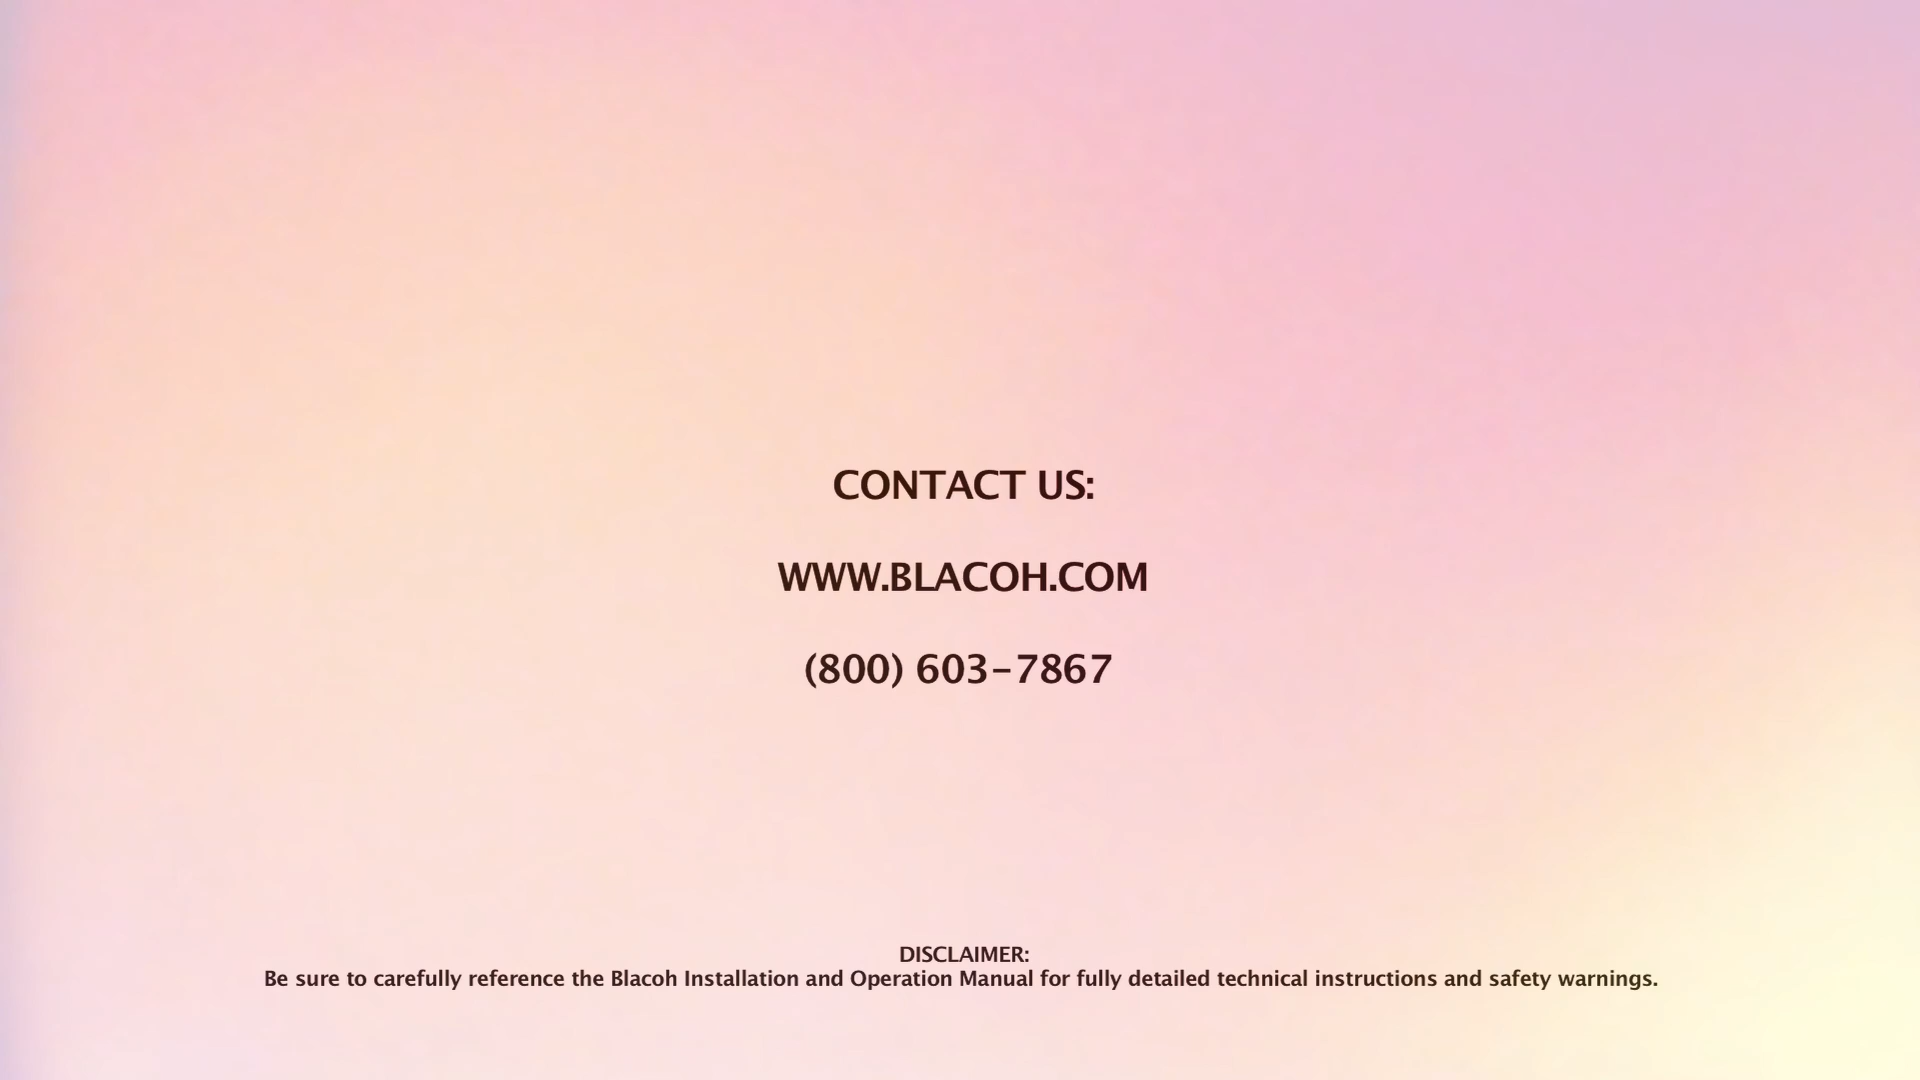 CONTACT US:
WWW.BLACOH.COM
(800) 603-7867
DISCLAIMER:
Be sure to carefully reference the Blacoh Installation and Operation Manual for fully detailed technical instructions and safety warnings.